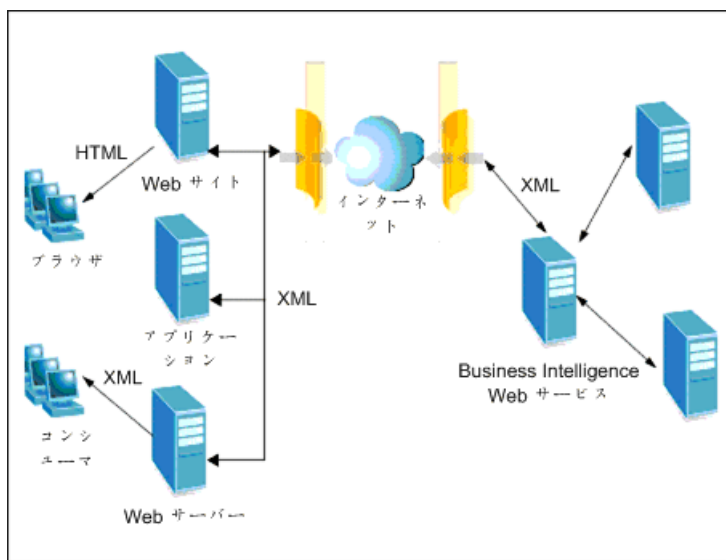 HTML
Web サイト
ブラウザ
インターネ
ット
XML
アプリケー
ション
XML
XML
コンシ
ューマ
Web サーバー
Business Intelligence
Web サービス